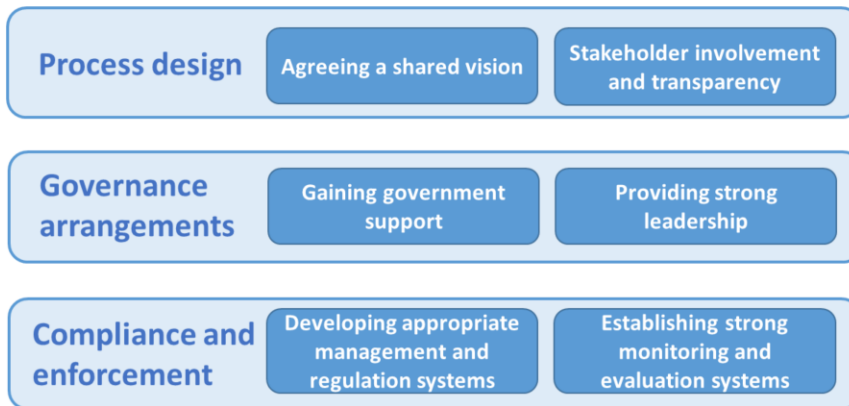 Process design
Agreeing a shared vision
Stakeholder involvement
and transparency
Governance
arrangements
Gaining government
support
Providing strong
leadership
Compliance and
enforcement
Developing appropriate
management and
regulation systems
Establishing strong
monitoring and
evaluation systems